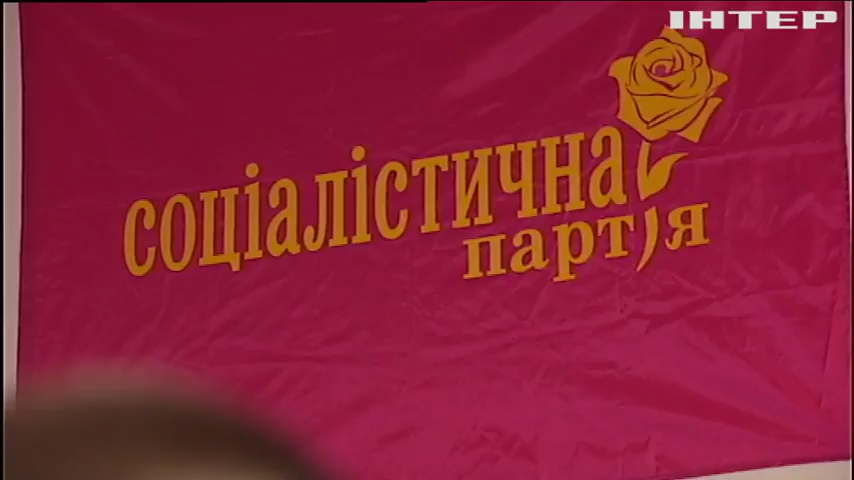 ІНТЕР
соціалістична
партія